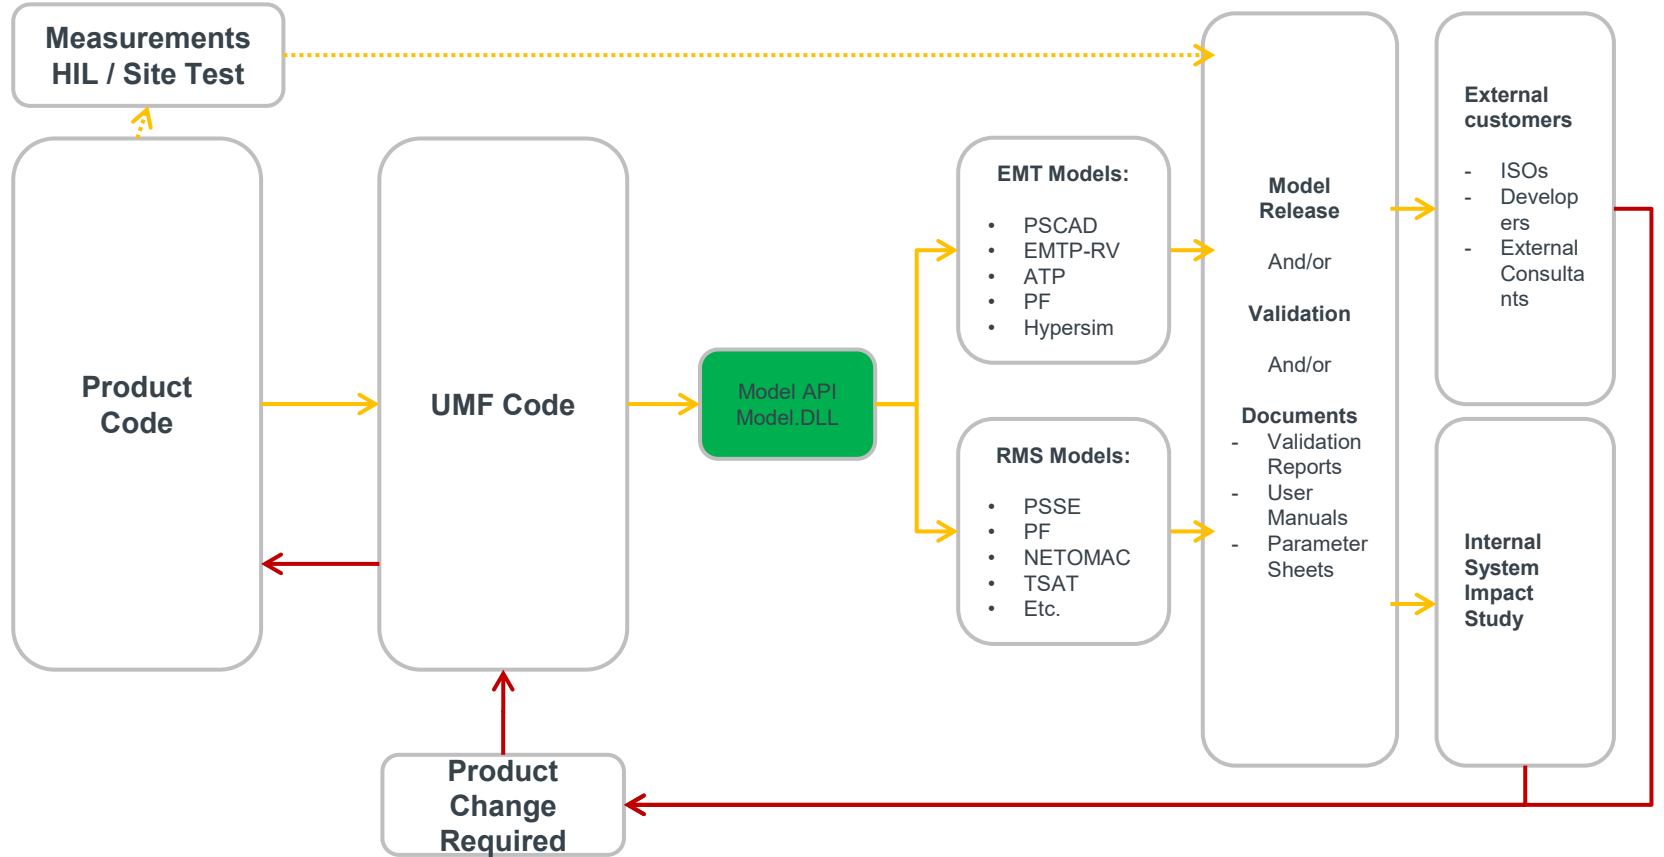 Measurements
HIL / Site Test
Product
Code
UMF Code
Model API
Model.DLL
EMT Models:
• PSCAD
• EMTP-RV
• ATP
• PF
• Hypersim
RMS Models:
• PSSE
• PF
• NETOMAC
• TSAT
• Etc.
Model
Release
And/or
Validation
And/or
Documents
- Validation
Reports
- User
Manuals
- Parameter
Sheets
External
customers
- ISOs
- Develop
ers
- External
Consulta
nts
Internal
System
Impact
Study
Product
Change
Required